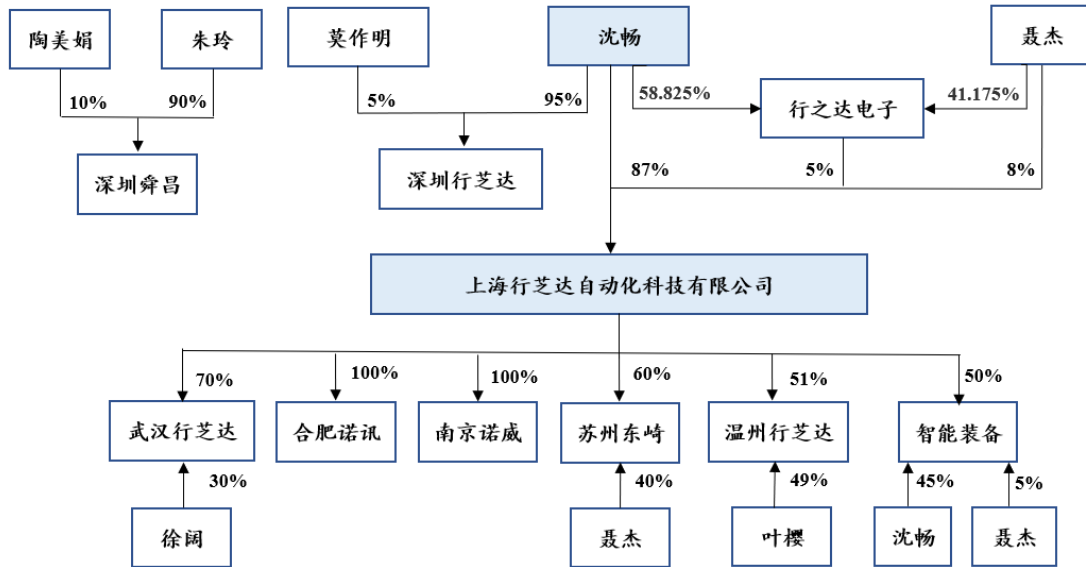 陶美娟
朱玲
莫作明
沈畅
聂杰
10%
90%
5%
95%
58.825%
行之达电子
41.175%
深圳舜昌
深圳行芝达
87%
5%
8%
上海行芝达自动化科技有限公司
70%
100%
100%
60%
51%
50%
武汉行芝达
合肥诺讯
南京诺威
苏州东崎
温州行芝达
智能装备
30%
40%
49%
45%
5%
徐阔
聂杰
叶樱
沈畅
聂杰